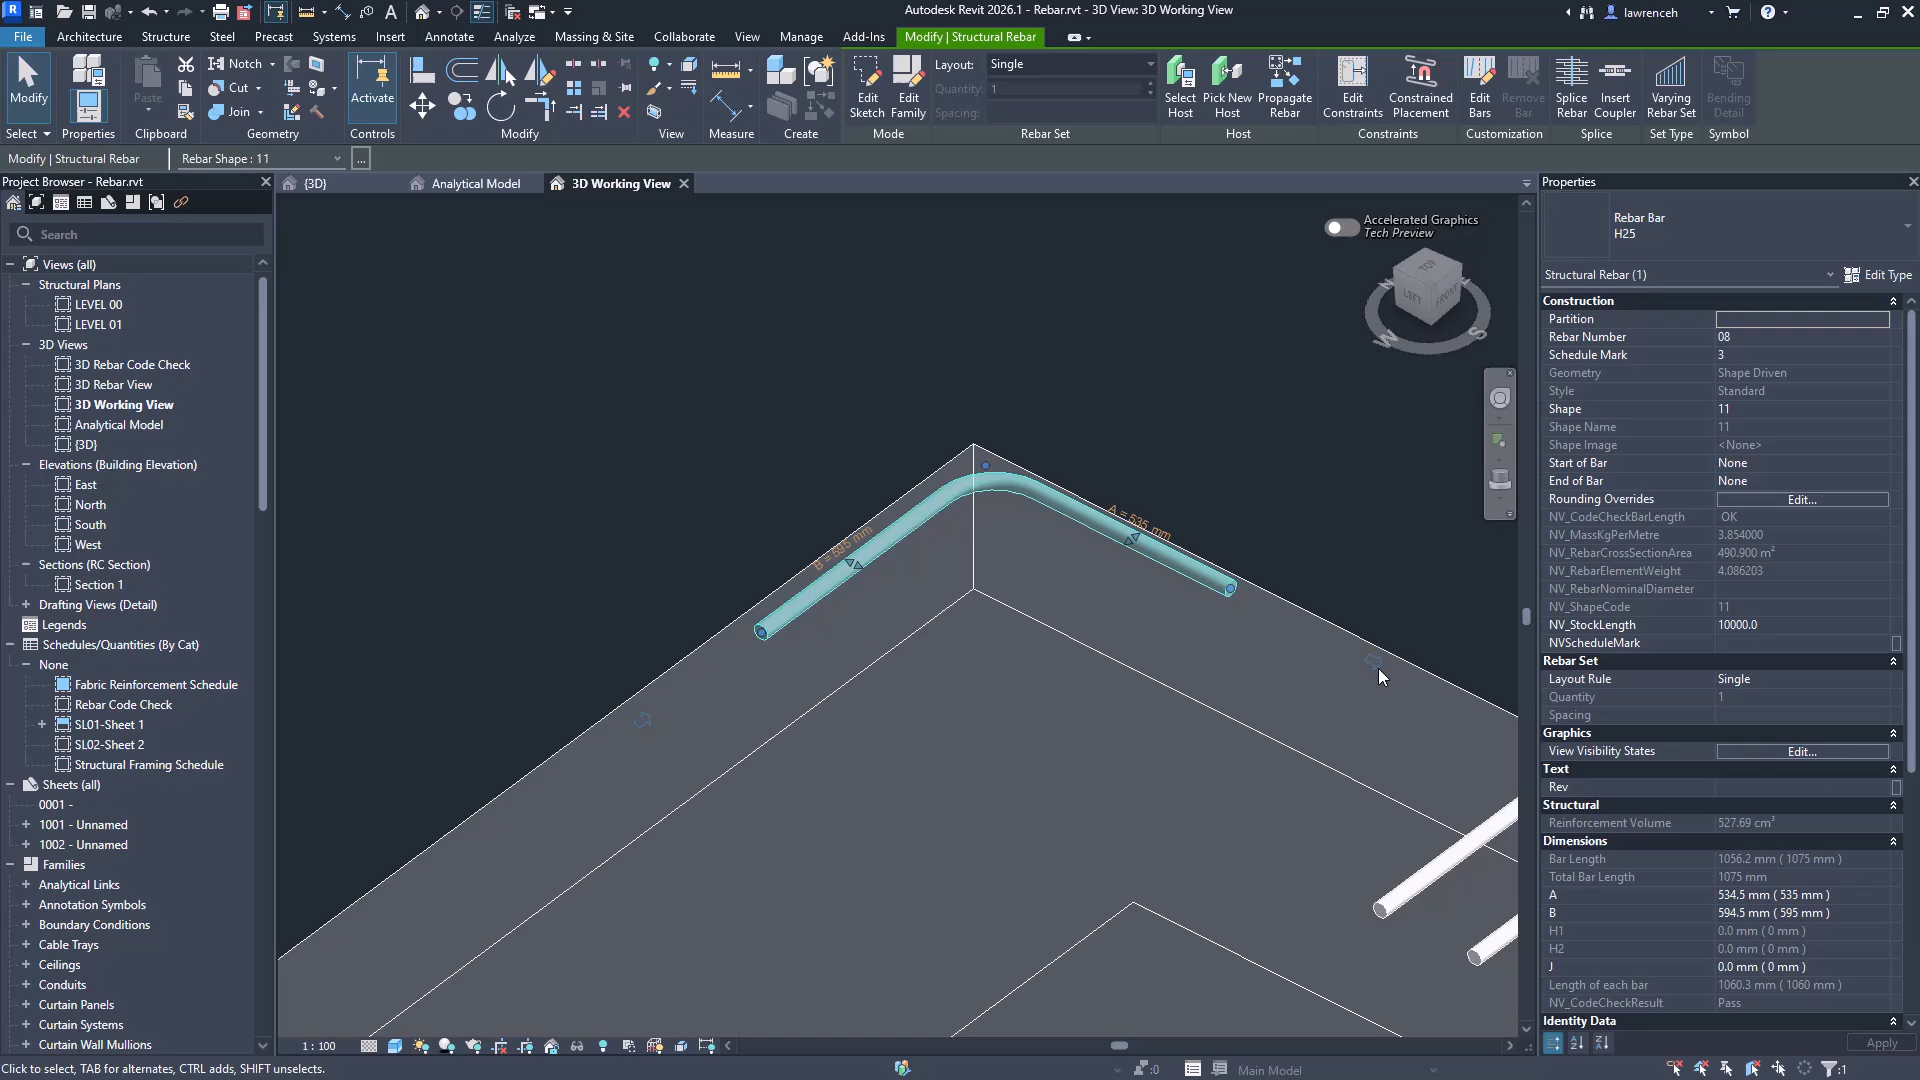 Autodesk Revit 2026.1 - Rebar.rvt - 3D View: 3D Working View
lawrenceh
File
Architecture
Structure
Steel
Precast
Systems
Insert
Annotate
Analyze
Massing & Site
Collaborate
View
Manage
Add-Ins
Modify | Structural Rebar
Modify
Select
Properties
Paste
Clipboard
Notch
Cut
Join
Geometry
Activate
Controls
Modify
View
Measure
Create
Edit Sketch
Edit Family
Mode
Layout: Single
Quantity: 1
Spacing:
Rebar Set
Select Host
Pick New Host
Propagate Rebar
Host
Edit Constraints
Constrained Placement
Constraints
Edit Bars
Remove Bar
Customization
Splice Rebar
Insert Coupler
Splice
Varying Rebar Set
Set Type
Bending Detail
Symbol
Modify | Structural Rebar
Rebar Shape : 11
...
Project Browser - Rebar.rvt
Search
Views (all)
Structural Plans
LEVEL 00
LEVEL 01
3D Views
3D Rebar Code Check
3D Rebar View
3D Working View
Analytical Model
{3D}
Elevations (Building Elevation)
East
North
South
West
Sections (RC Section)
Section 1
Drafting Views (Detail)
Legends
Schedules/Quantities (By Cat)
None
Fabric Reinforcement Schedule
Rebar Code Check
SL01-Sheet 1
SL02-Sheet 2
Structural Framing Schedule
Sheets (all)
0001 -
1001 - Unnamed
1002 - Unnamed
Families
Analytical Links
Annotation Symbols
Boundary Conditions
Cable Trays
Ceilings
Conduits
Curtain Panels
Curtain Systems
Curtain Wall Mullions
{3D}
Analytical Model
3D Working View
Accelerated Graphics
Tech Preview
LEFT
FRONT
W
S
A = 535 mm
B = 595 mm
1 : 100
Properties
Rebar Bar
H25
Structural Rebar (1)
Edit Type
Construction
Partition
Rebar Number 08
Schedule Mark 3
Geometry Shape Driven
Style Standard
Shape 11
Shape Name 11
Shape Image <None>
Start of Bar None
End of Bar None
Rounding Overrides Edit...
NV_CodeCheckBarLength OK
NV_MassKgPerMetre 3.854000
NV_RebarCrossSectionArea 490.900 m²
NV_RebarElementWeight 4.086203
NV_RebarNominalDiameter
NV_ShapeCode 11
NV_StockLength 10000.0
NVScheduleMark
Rebar Set
Layout Rule Single
Quantity 1
Spacing
Graphics
View Visibility States Edit...
Text
Rev
Structural
Reinforcement Volume 527.69 cm³
Dimensions
Bar Length 1056.2 mm ( 1075 mm )
Total Bar Length 1075 mm
A 534.5 mm ( 535 mm )
B 594.5 mm ( 595 mm )
H1 0.0 mm ( 0 mm )
H2 0.0 mm ( 0 mm )
J 0.0 mm ( 0 mm )
Length of each bar 1060.3 mm ( 1060 mm )
NV_CodeCheckResult Pass
Identity Data
Apply
Click to select, TAB for alternates, CTRL adds, SHIFT unselects.
:0
Main Model
:1